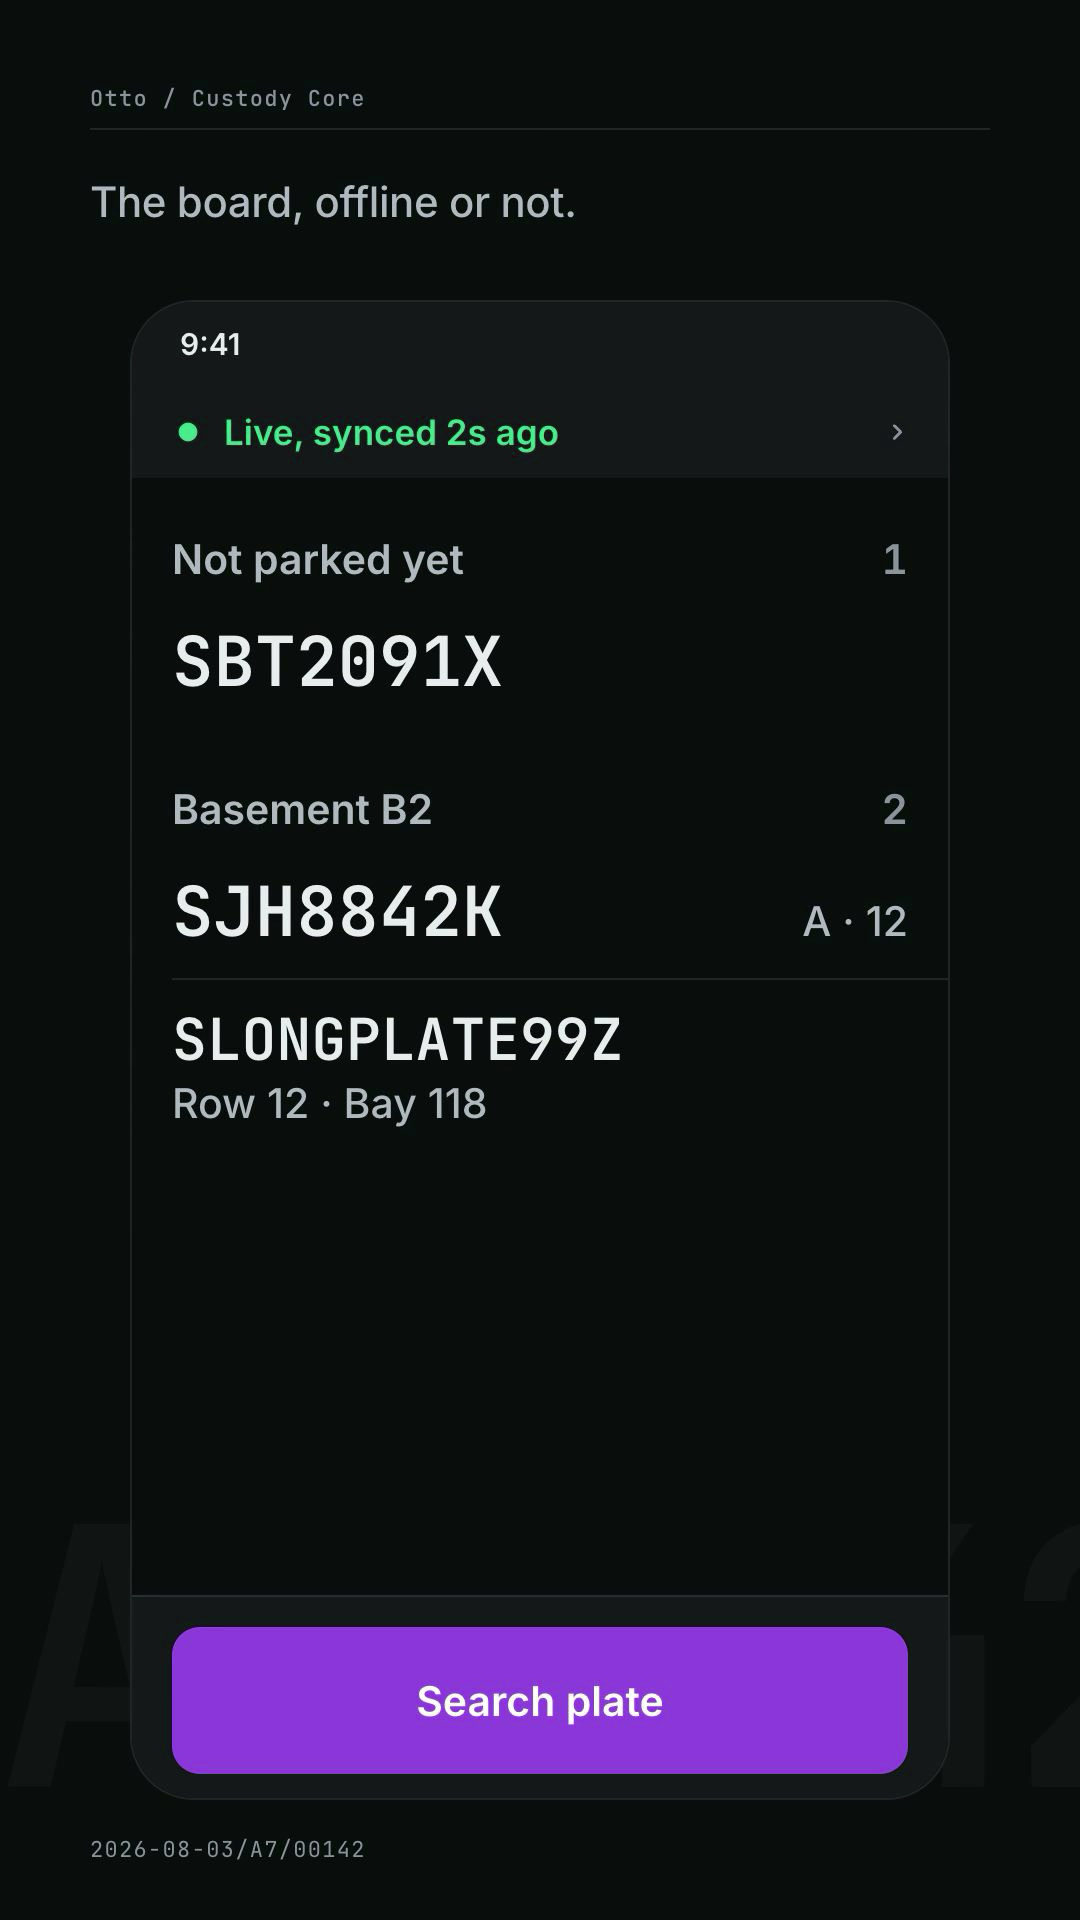 Otto / Custody Core
The board, offline or not.
9:41
Live, synced 2s ago
Not parked yet 1
SBT2091X
Basement B2 2
SJH8842K A · 12
SLONGPLATE99Z
Row 12 · Bay 118
Search plate
2026-08-03/A7/00142